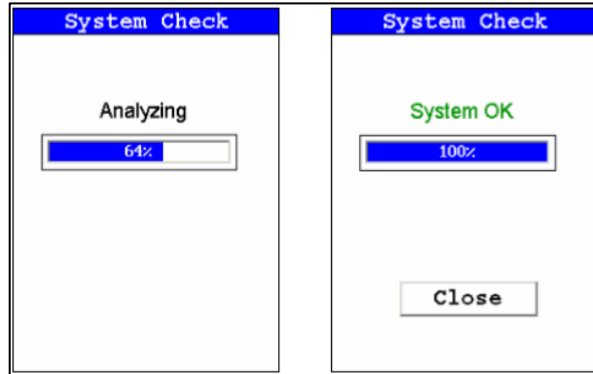 System Check
Analyzing
64%
System Check
System OK
100%
Close